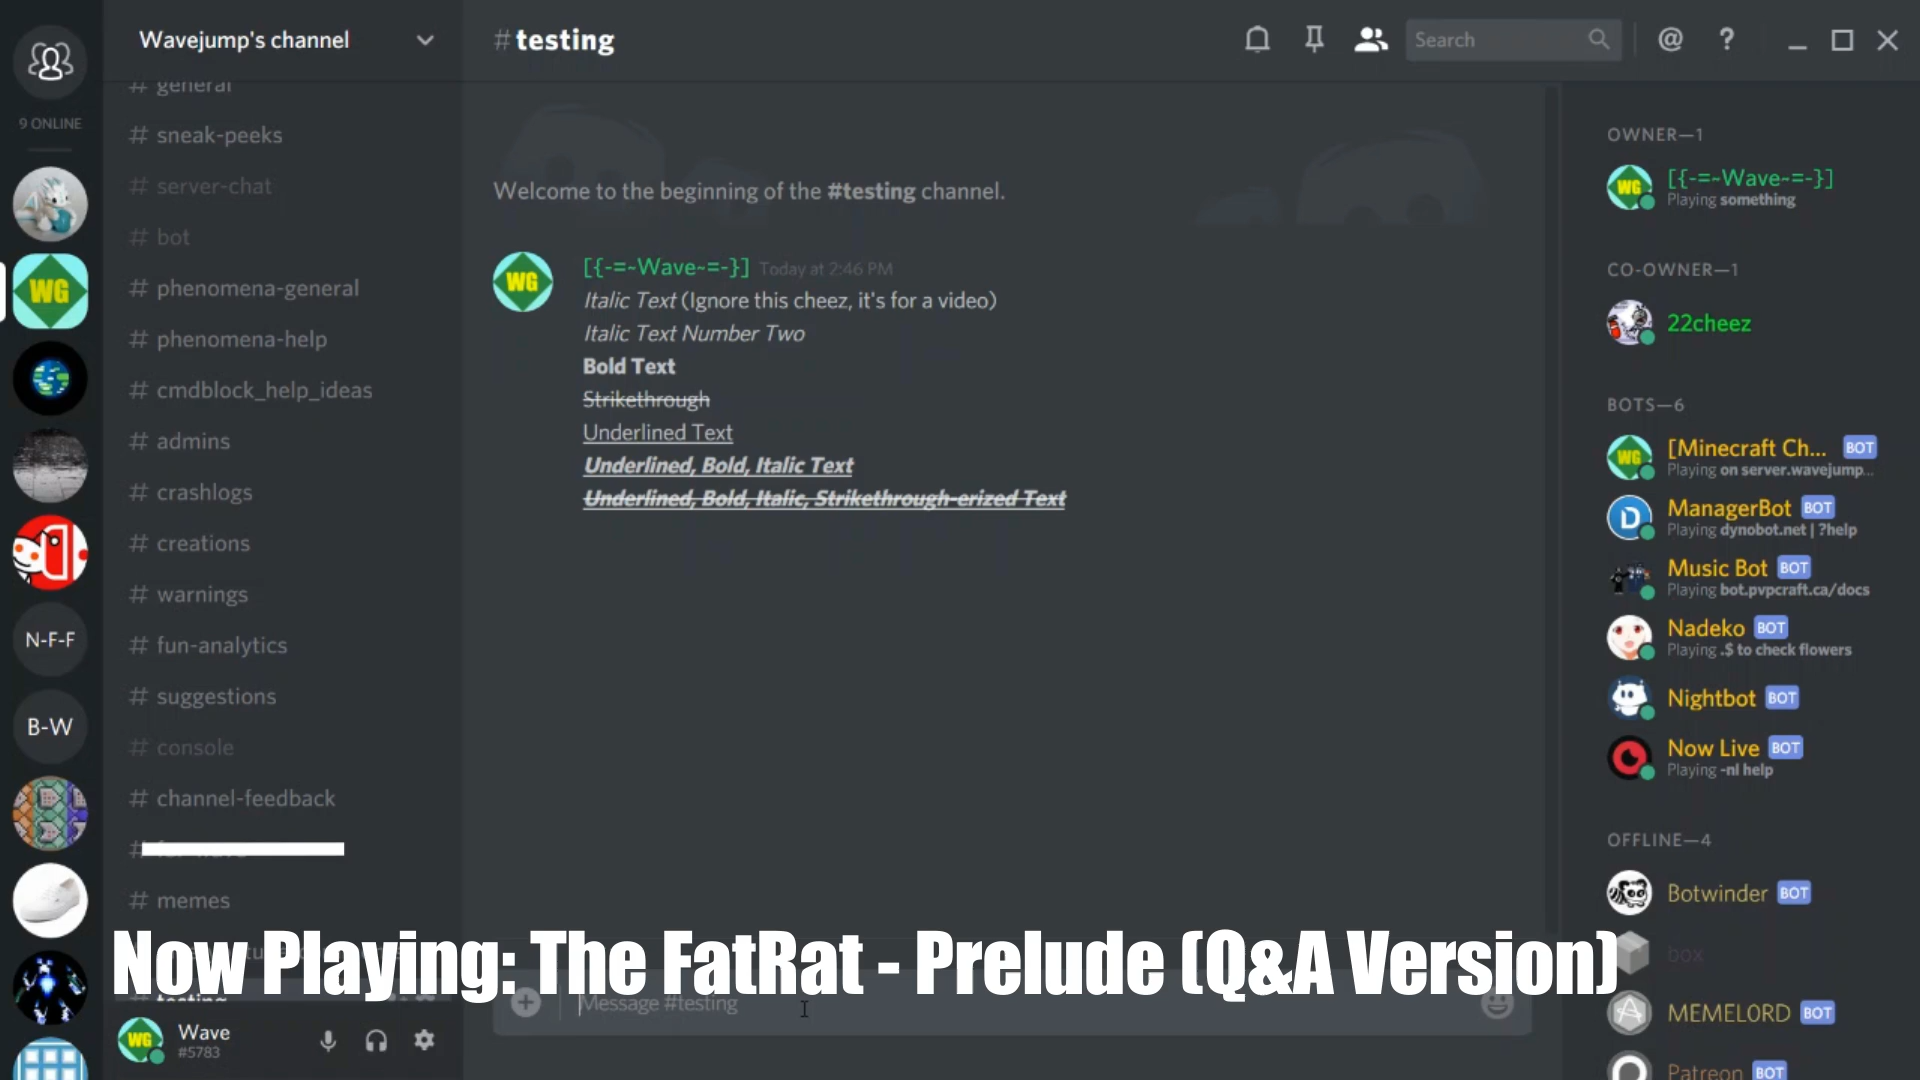 Wavejump's channel
#testing
Search
9 ONLINE
# general
# sneak-peeks
# server-chat
# bot
# phenomena-general
# phenomena-help
# cmdblock_help_ideas
# admins
# crashlogs
# creations
# warnings
# fun-analytics
# suggestions
# console
# channel-feedback
# memes
# testing
WG
N-F-F
B-W
Wave
#5783
Welcome to the beginning of the #testing channel.
WG
[{-=~Wave~=-}] Today at 2:46 PM
Italic Text (Ignore this cheez, it's for a video)
Italic Text Number Two
Bold Text
Strikethrough
Underlined Text
Underlined, Bold, Italic Text
Underlined, Bold, Italic, Strikethrough-erized Text
Message #testing
Now Playing: The FatRat - Prelude (Q&A Version)
OWNER—1
WG
[{-=~Wave~=-}]
Playing something
CO-OWNER—1
22cheez
BOTS—6
WG
[Minecraft Ch... BOT
Playing on server.wavejump...
ManagerBot BOT
Playing dynobot.net | ?help
Music Bot BOT
Playing bot.pvpcraft.ca/docs
Nadeko BOT
Playing .$ to check flowers
Nightbot BOT
Now Live BOT
Playing -nl help
OFFLINE—4
Botwinder BOT
box
MEMELORD BOT
Patreon BOT